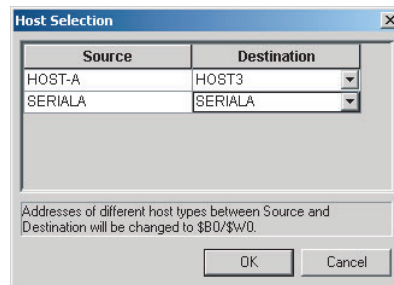 Host Selection
Source Destination
HOST-A HOST3
SERIALA SERIALA
Addresses of different host types between Source and
Destination will be changed to $B0/$W0.
OK Cancel